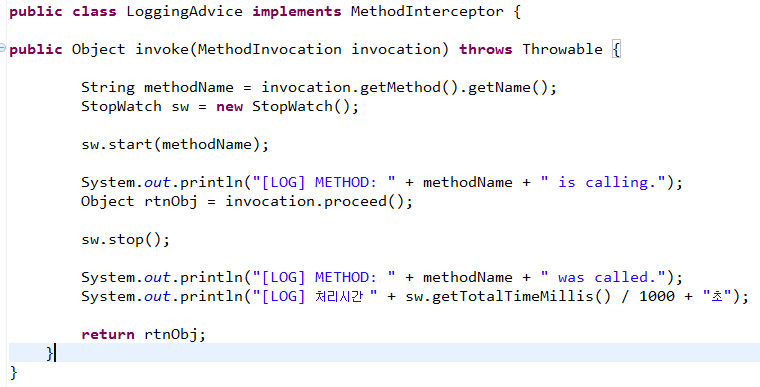 public class LoggingAdvice implements MethodInterceptor {
public Object invoke(MethodInvocation invocation) throws Throwable {
String methodName = invocation.getMethod().getName();
StopWatch sw = new StopWatch();
sw.start(methodName);
System.out.println("[LOG] METHOD: " + methodName + " is calling.");
Object rtnObj = invocation.proceed();
sw.stop();
System.out.println("[LOG] METHOD: " + methodName + " was called.");
System.out.println("[LOG] 처리시간 " + sw.getTotalTimeMillis() / 1000 + "초");
return rtnObj;
}
}